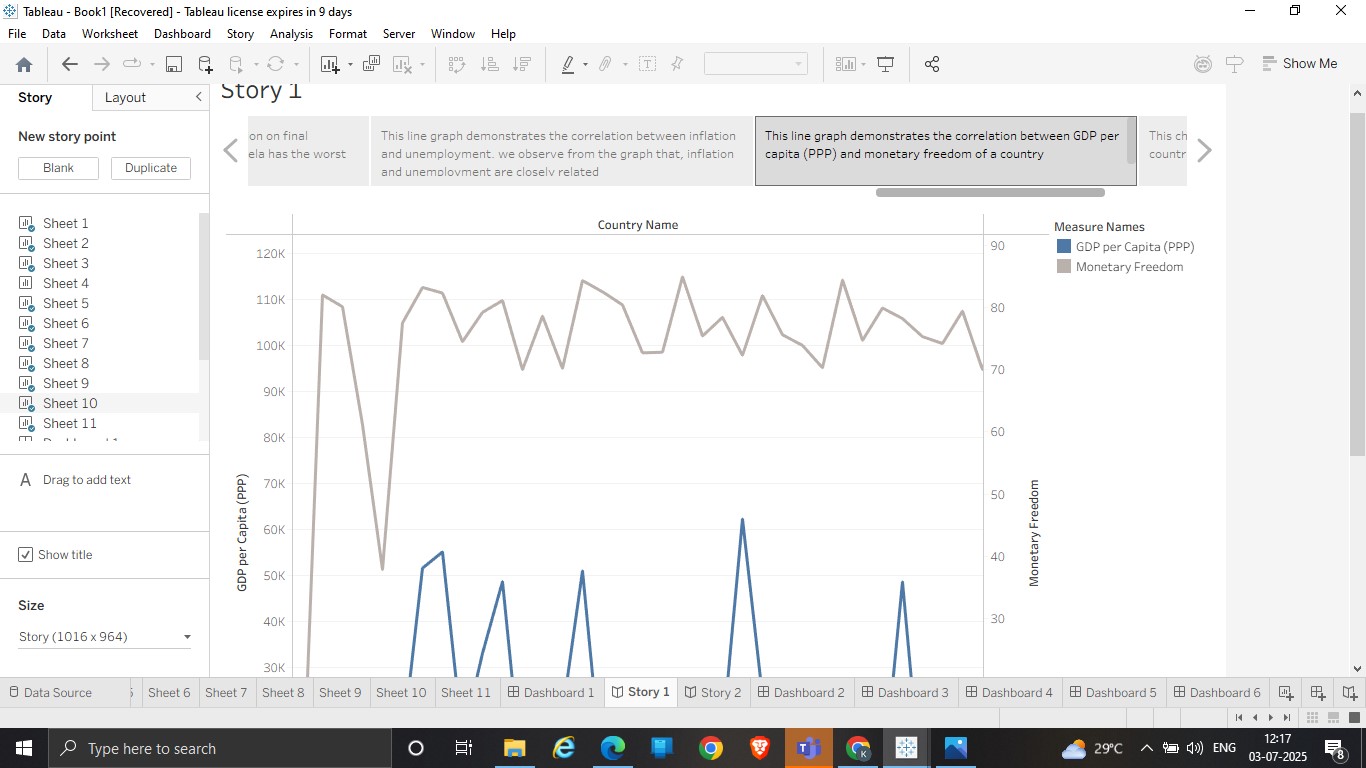 Tableau - Book1 [Recovered] - Tableau license expires in 9 days
File Data Worksheet Dashboard Story Analysis Format Server Window Help
Show Me
Story Layout
New story point
Blank Duplicate
Sheet 1
Sheet 2
Sheet 3
Sheet 4
Sheet 5
Sheet 6
Sheet 7
Sheet 8
Sheet 9
Sheet 10
Sheet 11
A Drag to add text
Show title
Size
Story (1016 x 964)
Story 1
on on final
ela has the worst
This line graph demonstrates the correlation between inflation
and unemployment. we observe from the graph that, inflation
and unemployment are closely related
This line graph demonstrates the correlation between GDP per
capita (PPP) and monetary freedom of a country
This ch
countr
Country Name
120K
110K
100K
90K
80K
70K
60K
50K
40K
30K
GDP per Capita (PPP)
90
80
70
60
50
40
30
Monetary Freedom
Measure Names
GDP per Capita (PPP)
Monetary Freedom
Data Source 5 Sheet 6 Sheet 7 Sheet 8 Sheet 9 Sheet 10 Sheet 11 Dashboard 1 Story 1 Story 2 Dashboard 2 Dashboard 3 Dashboard 4 Dashboard 5 Dashboard 6
Type here to search
29°C
ENG
12:17
03-07-2025
8